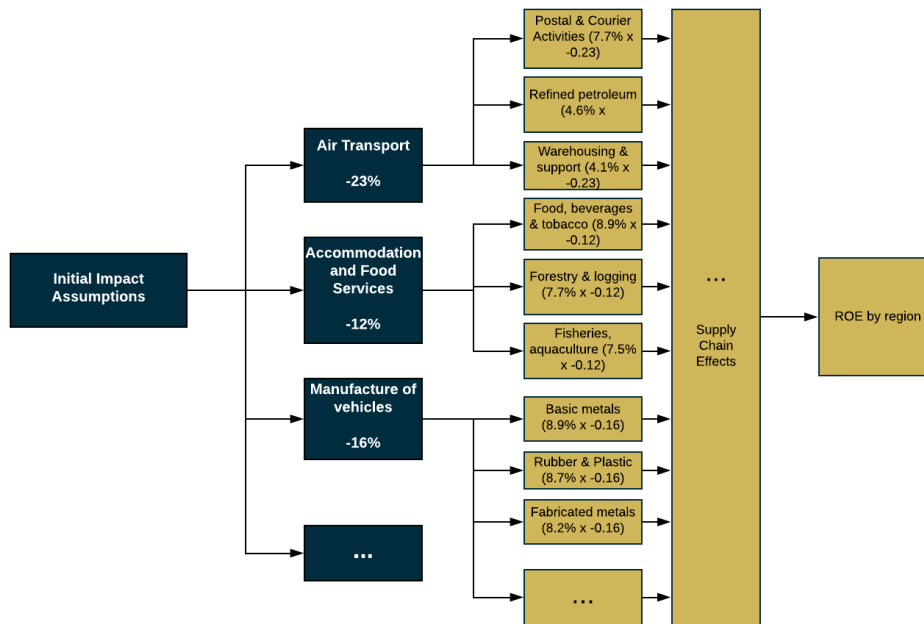 Initial Impact
Assumptions
Air Transport
-23%
Accommodation
and Food
Services
-12%
Manufacture of
vehicles
-16%
...
Postal & Courier
Activities (7.7% x
-0.23)
Refined petroleum
(4.6% x
Warehousing &
support (4.1% x
-0.23)
Food, beverages
& tobacco (8.9% x
-0.12)
Forestry & logging
(7.7% x -0.12)
Fisheries,
aquaculture (7.5%
x -0.12)
Basic metals
(8.9% x -0.16)
Rubber & Plastic
(8.7% x -0.16)
Fabricated metals
(8.2% x -0.16)
...
...
Supply
Chain
Effects
ROE by region